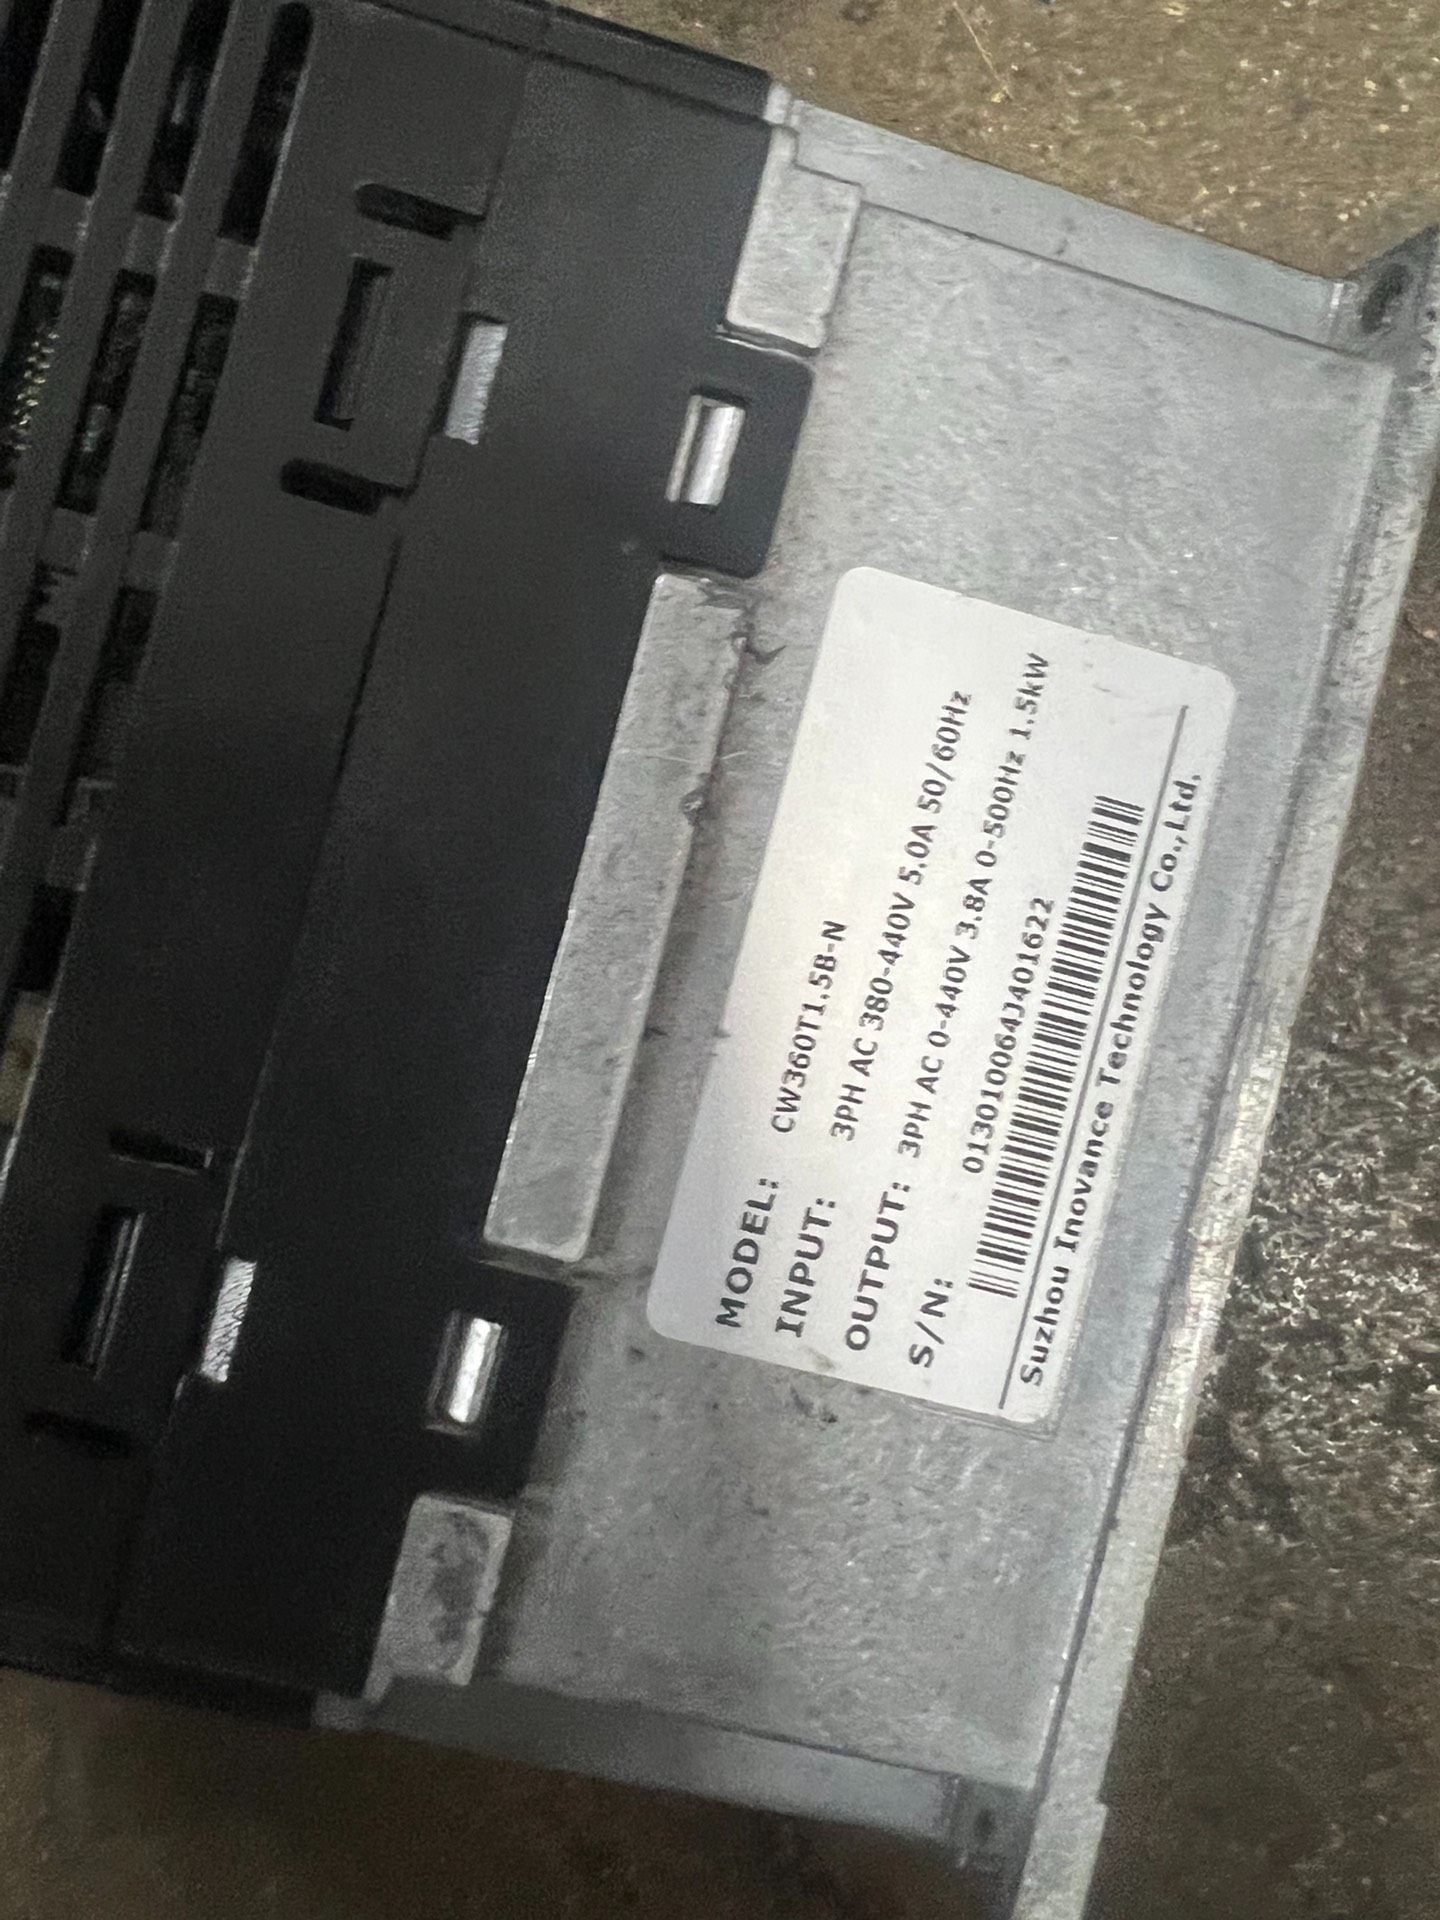 MODEL: CW360T1.5B-N
INPUT: 3PH AC 380-440V 5.0A 50/60Hz
OUTPUT: 3PH AC 0-440V 3.8A 0-500Hz 1.5kW
S/N: 013010064J401622
Suzhou Inovance Technology Co.,Ltd.